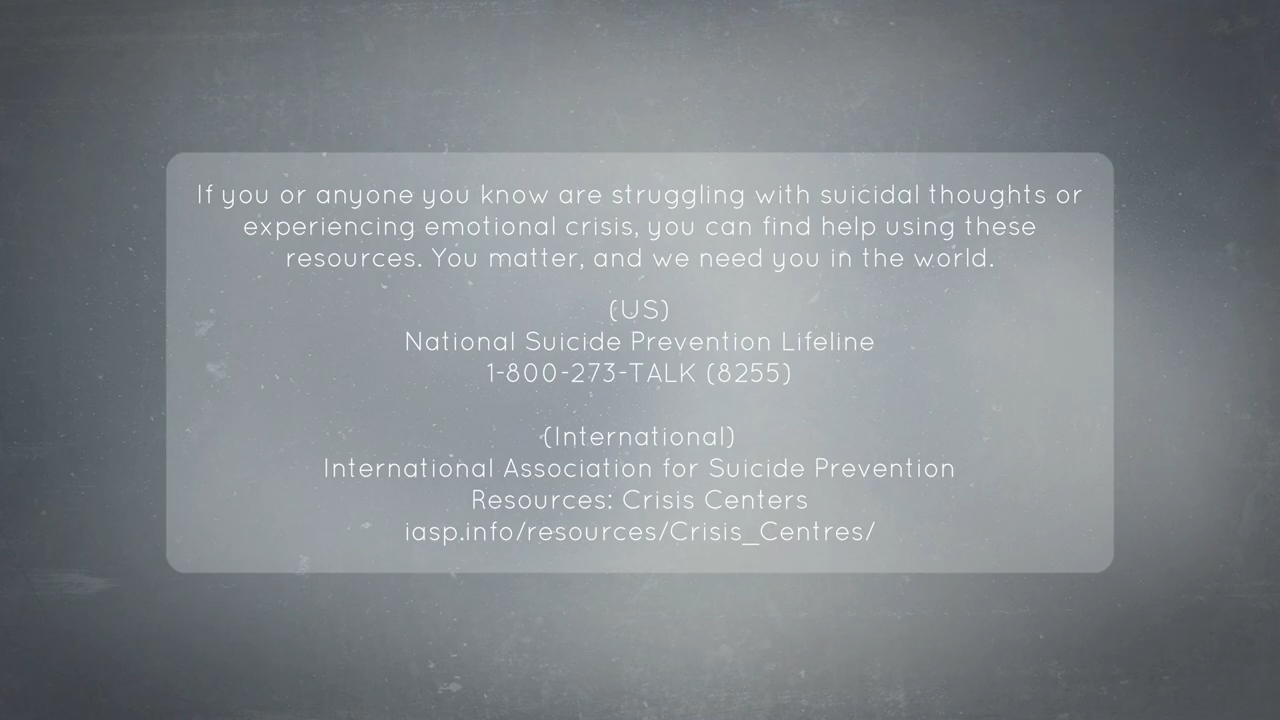 If you or anyone you know are struggling with suicidal thoughts or
experiencing emotional crisis, you can find help using these
resources. You matter, and we need you in the world.
(US)
National Suicide Prevention Lifeline
1-800-273-TALK (8255)
(International)
International Association for Suicide Prevention
Resources: Crisis Centers
iasp.info/resources/Crisis_Centres/